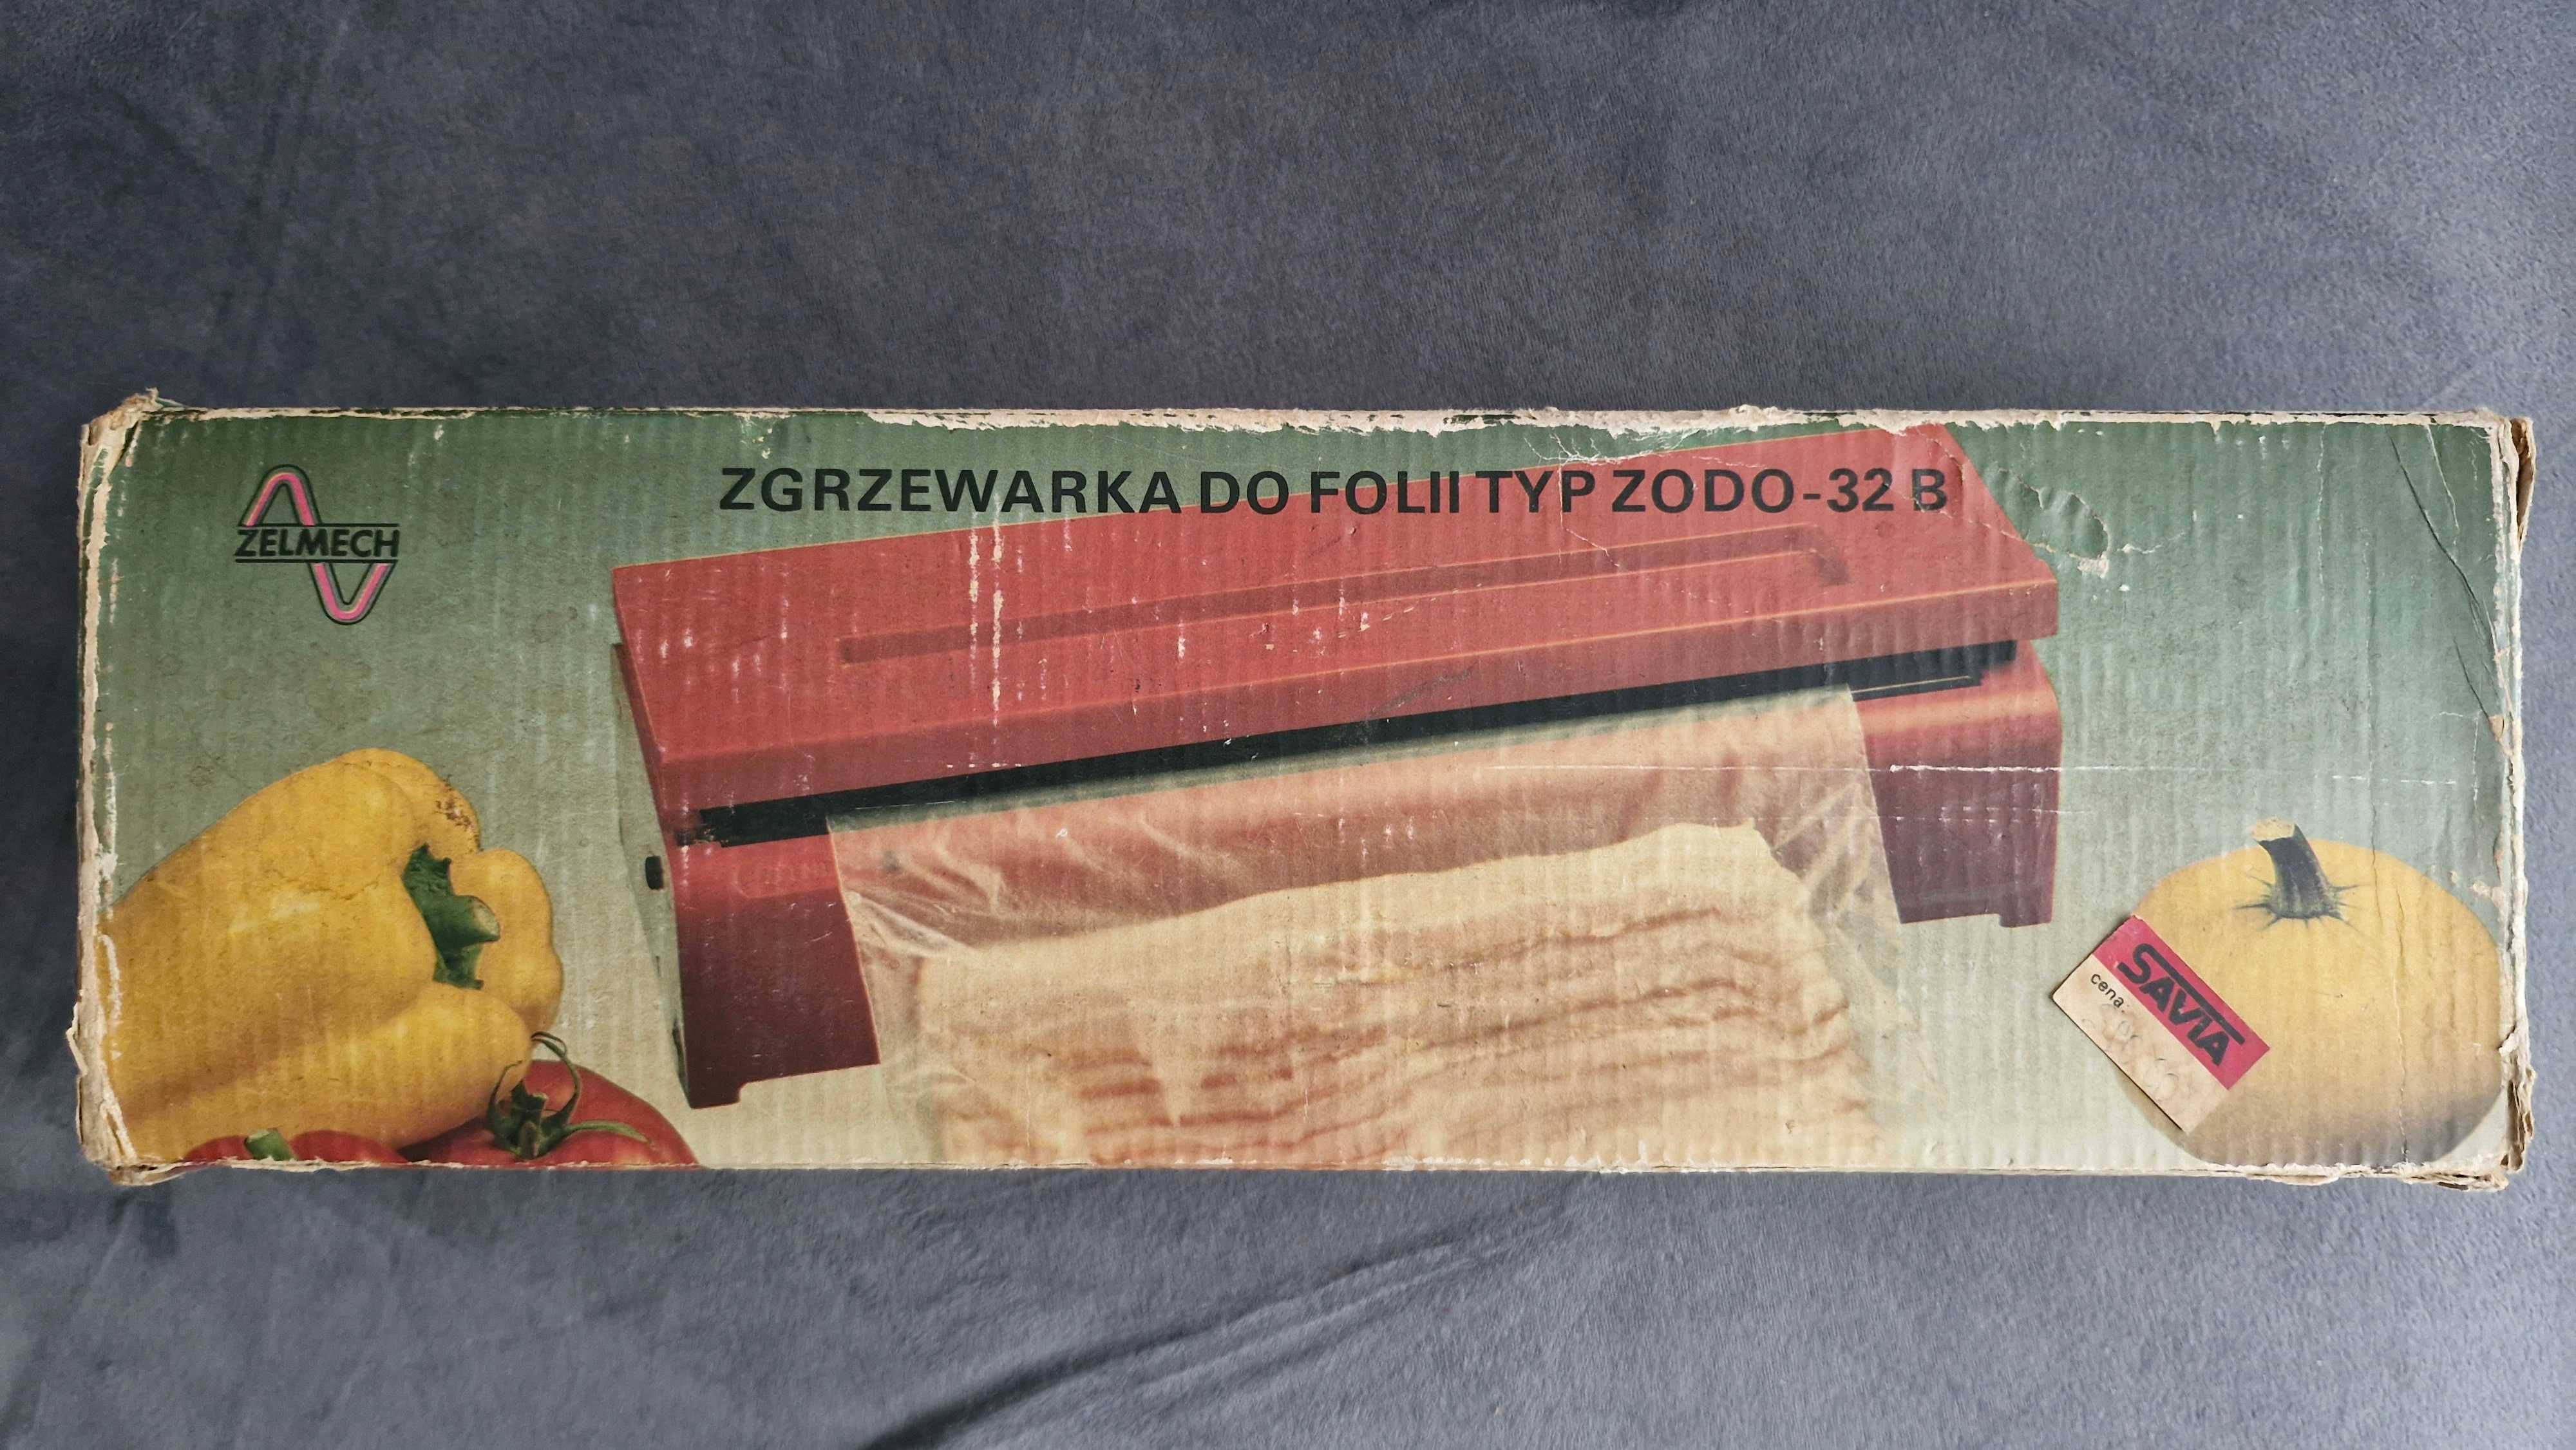 ZELMECH
ZGRZEWARKA DO FOLII TYP ZODO-32 B
SAVIA
cena: